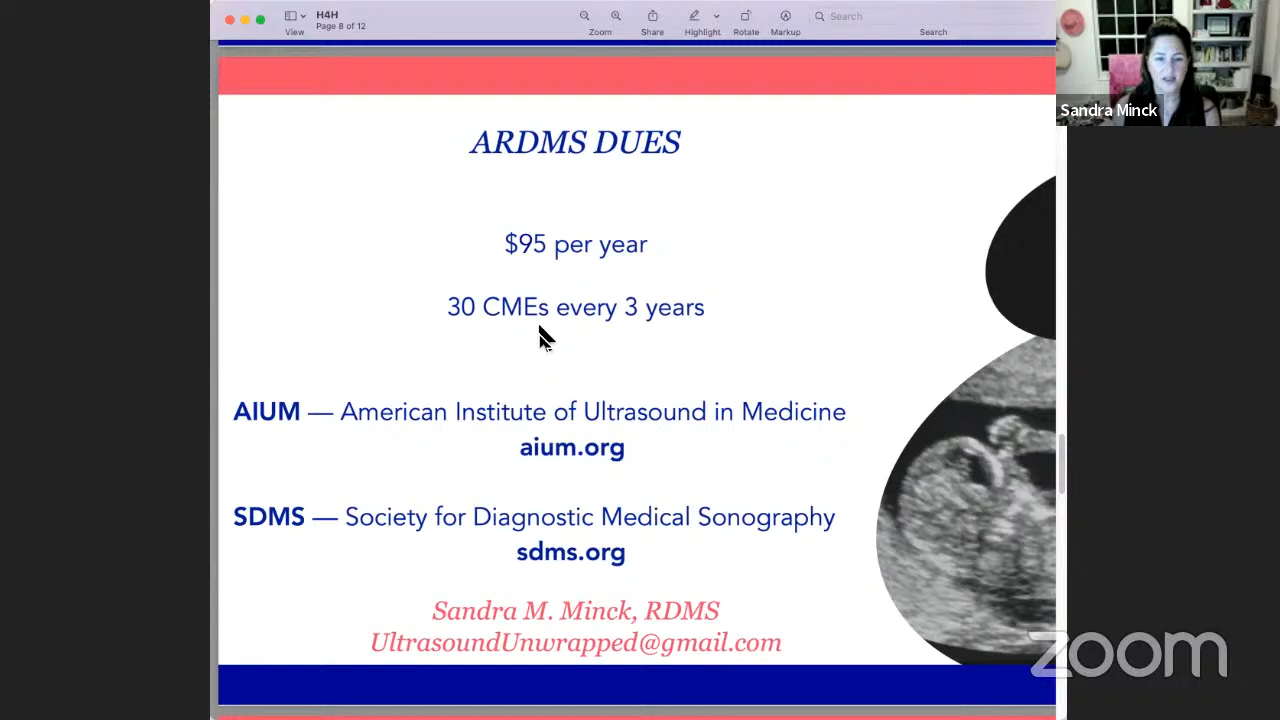 H4H
Page 8 of 12
View
Zoom
Share
Highlight
Rotate
Markup
Search
Search
Sandra Minck
ARDMS DUES
$95 per year
30 CMEs every 3 years
AIUM — American Institute of Ultrasound in Medicine
aium.org
SDMS — Society for Diagnostic Medical Sonography
sdms.org
Sandra M. Minck, RDMS
UltrasoundUnwrapped@gmail.com
zoom